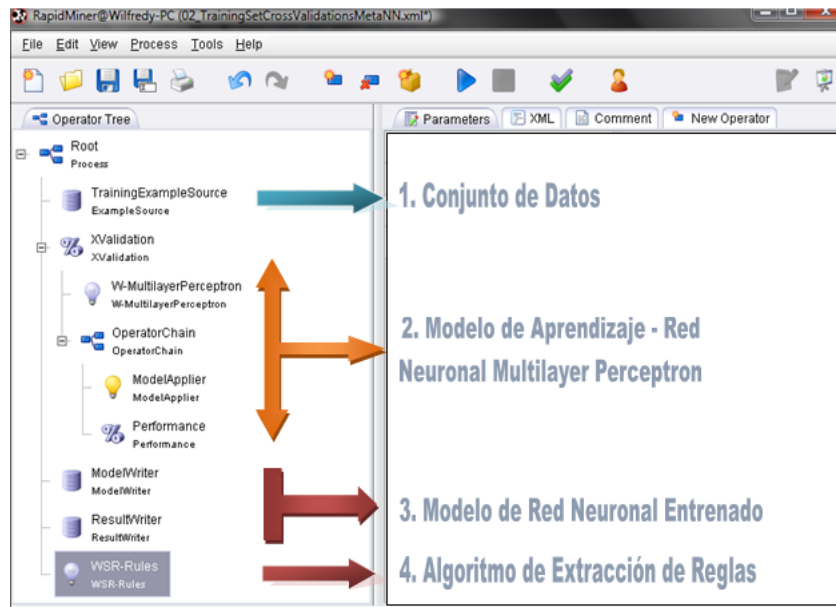 RapidMiner@Wilfredy-PC (02_TrainingSetCrossValidationsMetaNN.xml*)
File Edit View Process Tools Help
Operator Tree
Parameters XML Comment New Operator
Root
Process
TrainingExampleSource
ExampleSource
1. Conjunto de Datos
XValidation
XValidation
W-MultilayerPerceptron
W-MultilayerPerceptron
OperatorChain
OperatorChain
2. Modelo de Aprendizaje - Red
Neuronal Multilayer Perceptron
ModelApplier
ModelApplier
Performance
Performance
ModelWriter
ModelWriter
ResultWriter
ResultWriter
3. Modelo de Red Neuronal Entrenado
WSR-Rules
WSR-Rules
4. Algoritmo de Extracción de Reglas